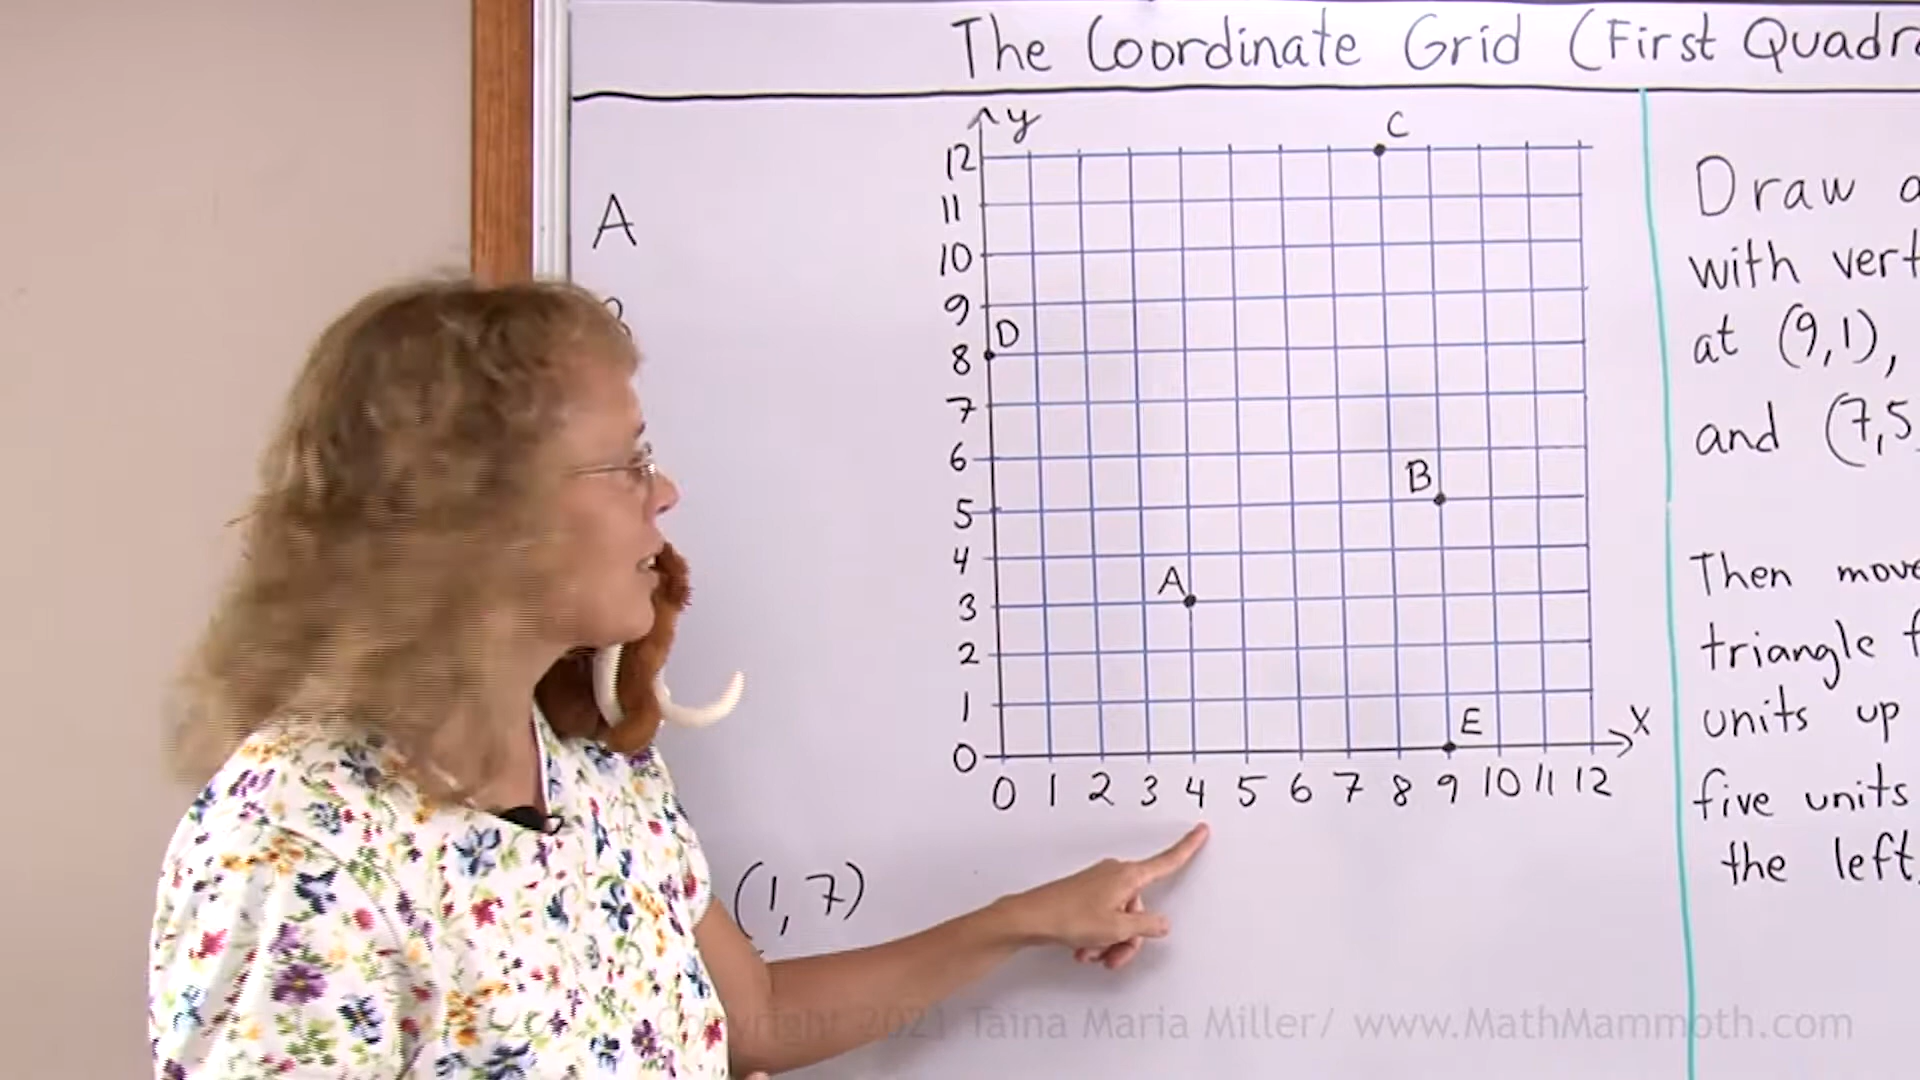 The Coordinate Grid (First Quadra
y
C
12
11
10
9
D
8
7
6
B
5
4
A
3
2
1
E
X
0
0 1 2 3 4 5 6 7 8 9 10 11 12
A
(1,7)
Draw a
with vert
at (9,1),
and (7,5
Then move
triangle f
units up
five units
the left,
Copyright 2021 Taina Maria Miller/ www.MathMammoth.com